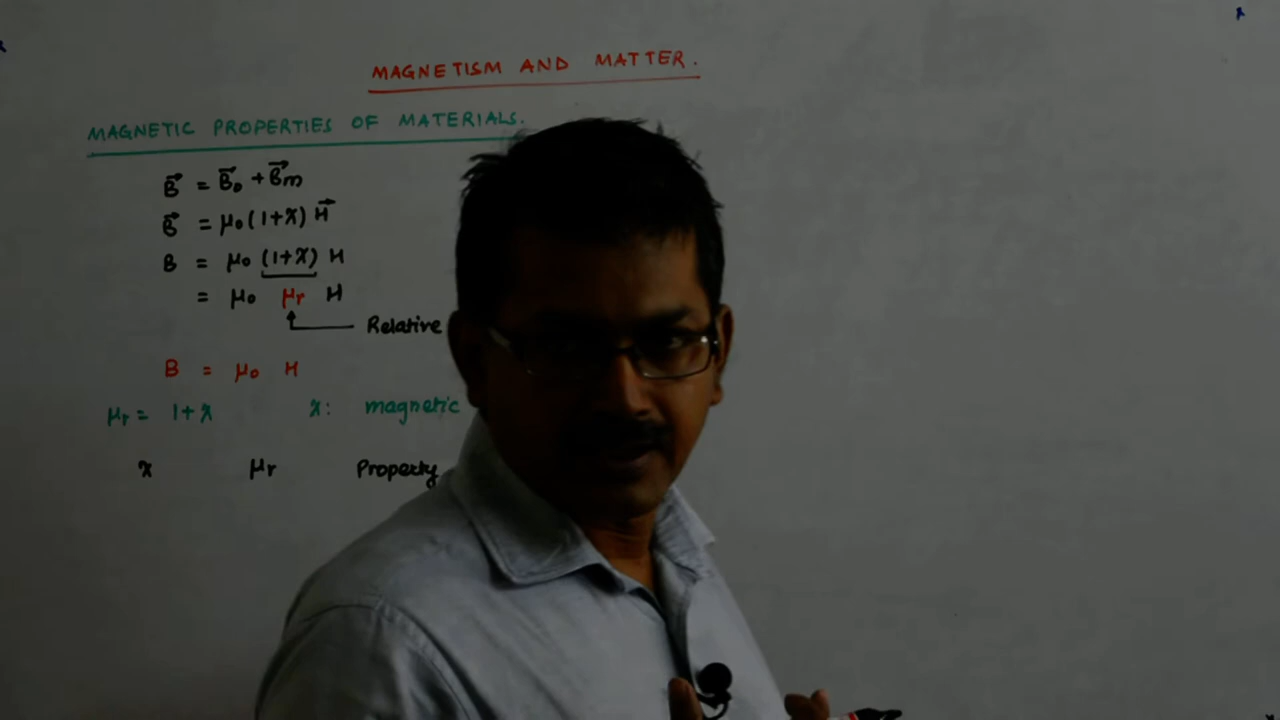 MAGNETISM AND MATTER.
MAGNETIC PROPERTIES OF MATERIALS.
B⃗ = B⃗₀ + B⃗m
B⃗ = μ₀(1+χ) H⃗
B = μ₀ (1+χ) H
= μ₀ μr H
Relative
B = μ₀ H
μr = 1+χ χ: magnetic
χ μr Property